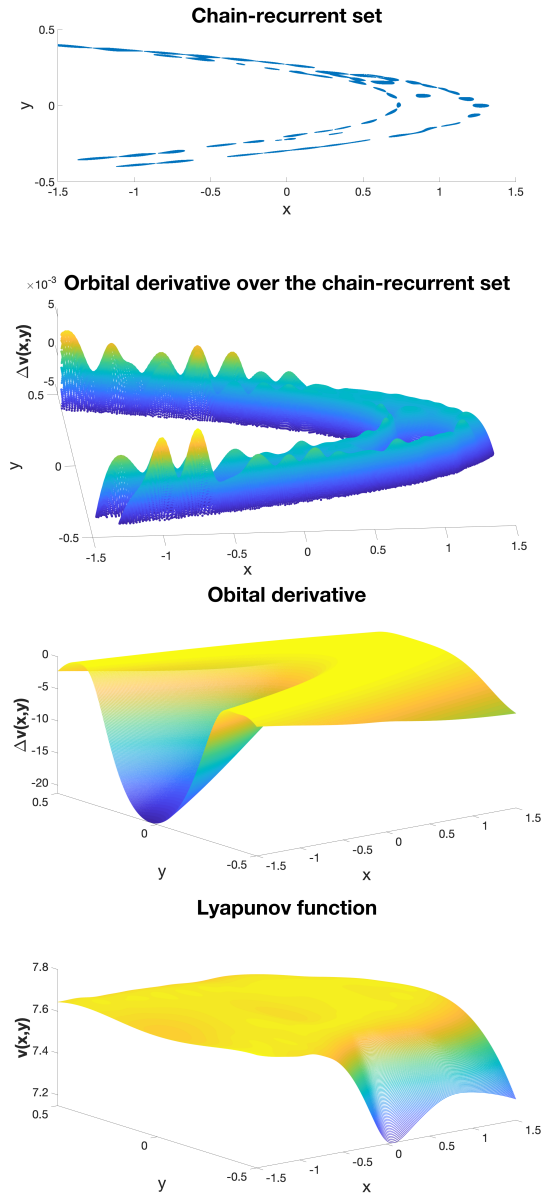 Chain-recurrent set
0.5
0
-0.5
y
-1.5 -1 -0.5 0 0.5 1 1.5
x
×10⁻³ Orbital derivative over the chain-recurrent set
5
0
-5
Δv(x,y)
0.5
0
-0.5
y
-1.5 -1 -0.5 0 0.5 1 1.5
x
Obital derivative
0
-5
-10
-15
-20
Δv(x,y)
0.5
0
-0.5
y
-1.5 -1 -0.5 0 0.5 1 1.5
x
Lyapunov function
7.8
7.6
7.4
7.2
v(x,y)
0.5
0
-0.5
y
-1.5 -1 -0.5 0 0.5 1 1.5
x